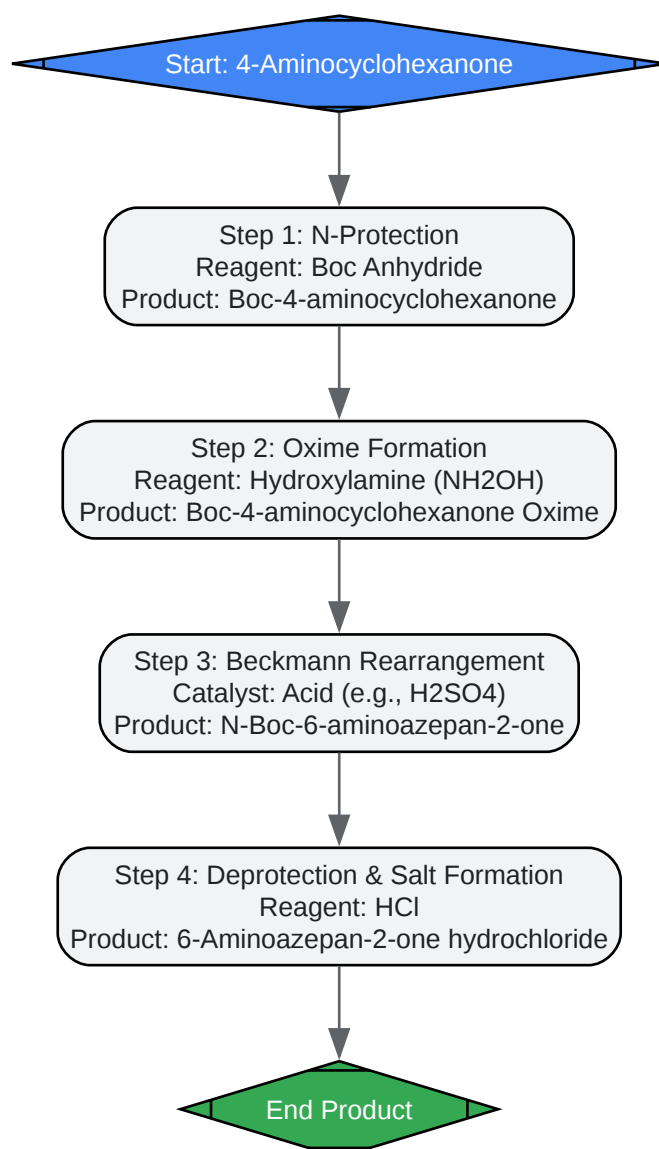 Start: 4-Aminocyclohexanone
Step 1: N-Protection
Reagent: Boc Anhydride
Product: Boc-4-aminocyclohexanone
Step 2: Oxime Formation
Reagent: Hydroxylamine (NH2OH)
Product: Boc-4-aminocyclohexanone Oxime
Step 3: Beckmann Rearrangement
Catalyst: Acid (e.g., H2SO4)
Product: N-Boc-6-aminoazepan-2-one
Step 4: Deprotection & Salt Formation
Reagent: HCl
Product: 6-Aminoazepan-2-one hydrochloride
End Product